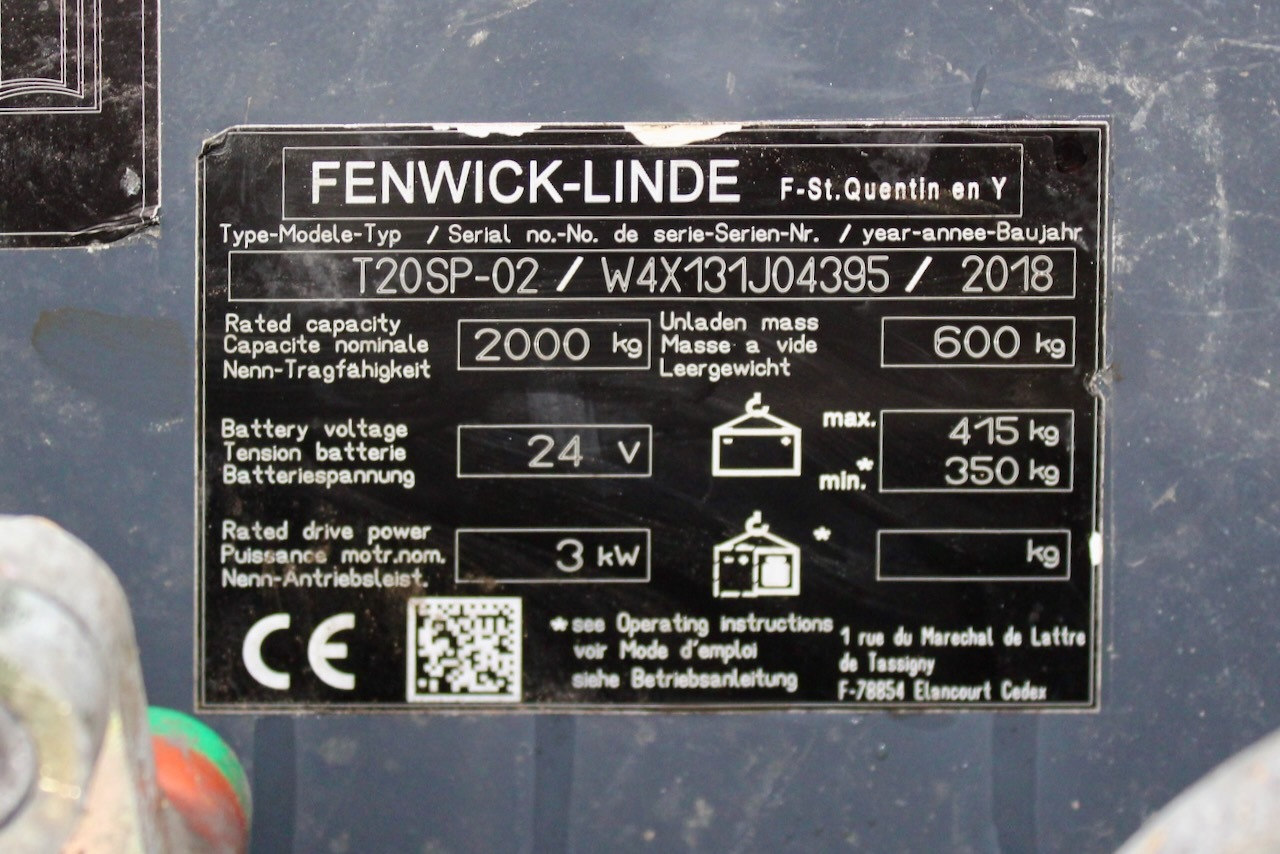 FENWICK-LINDE F-St.Quentin en Y
Type-Modele-Typ / Serial no.-No. de serie-Serien-Nr. / year-annee-Baujahr
T20SP-02 / W4X131J04395 / 2018
Rated capacity
Capacite nominale
Nenn-Tragfähigkeit
2000 kg
Unladen mass
Masse a vide
Leergewicht
600 kg
Battery voltage
Tension batterie
Batteriespannung
24 V
max. 415 kg
min.* 350 kg
Rated drive power
Puissance motr.nom.
Nenn-Antriebsleist.
3 kW
* kg
CE
*see Operating instructions
voir Mode d'emploi
siehe Betriebsanleitung
1 rue du Marechal de Lattre
de Tassigny
F-78854 Elancourt Cedex